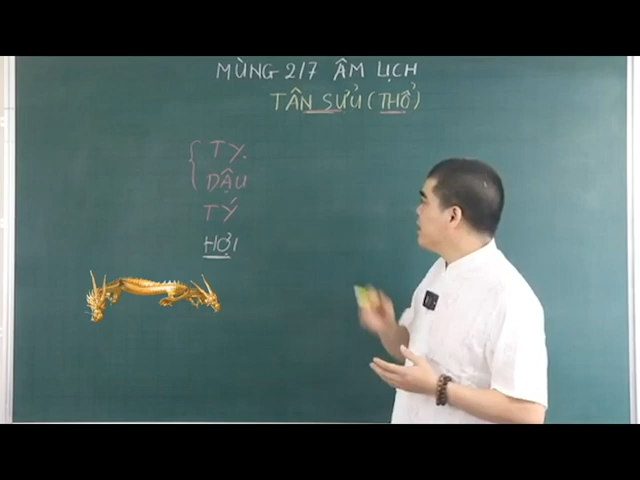 MÙNG 2/7 ÂM LỊCH
TÂN SỬU (THỔ)
TỴ.
DẬU
TÝ
HỢI